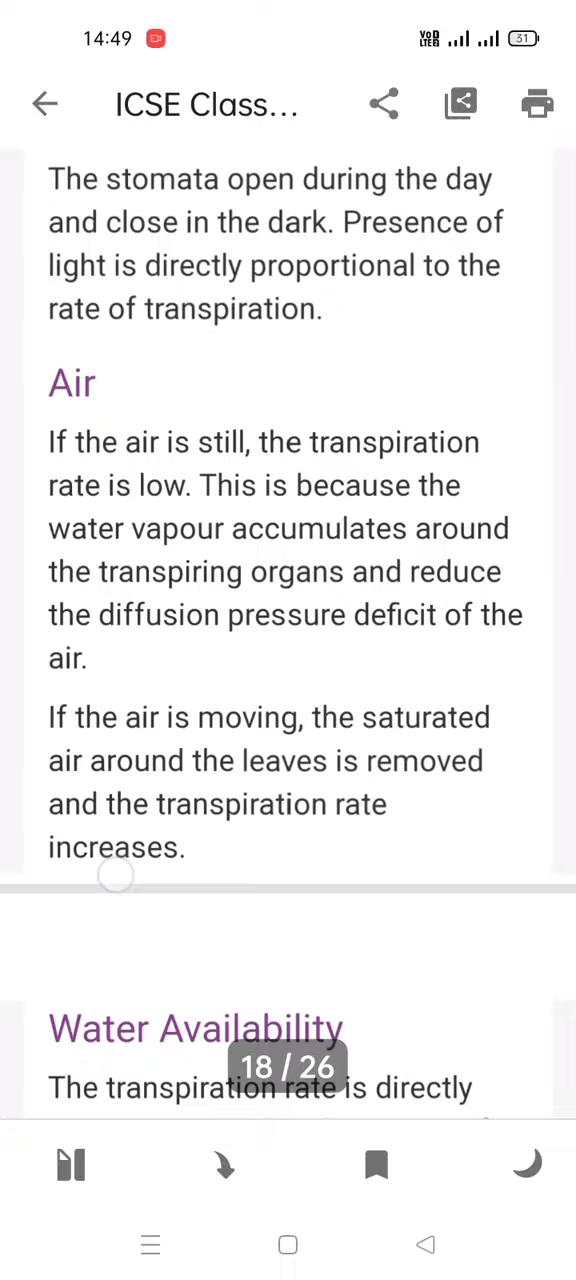 14:49 VoD LTE2 31
ICSE Class...
The stomata open during the day
and close in the dark. Presence of
light is directly proportional to the
rate of transpiration.
Air
If the air is still, the transpiration
rate is low. This is because the
water vapour accumulates around
the transpiring organs and reduce
the diffusion pressure deficit of the
air.
If the air is moving, the saturated
air around the leaves is removed
and the transpiration rate
increases.
Water Availability
18 / 26
The transpiration rate is directly